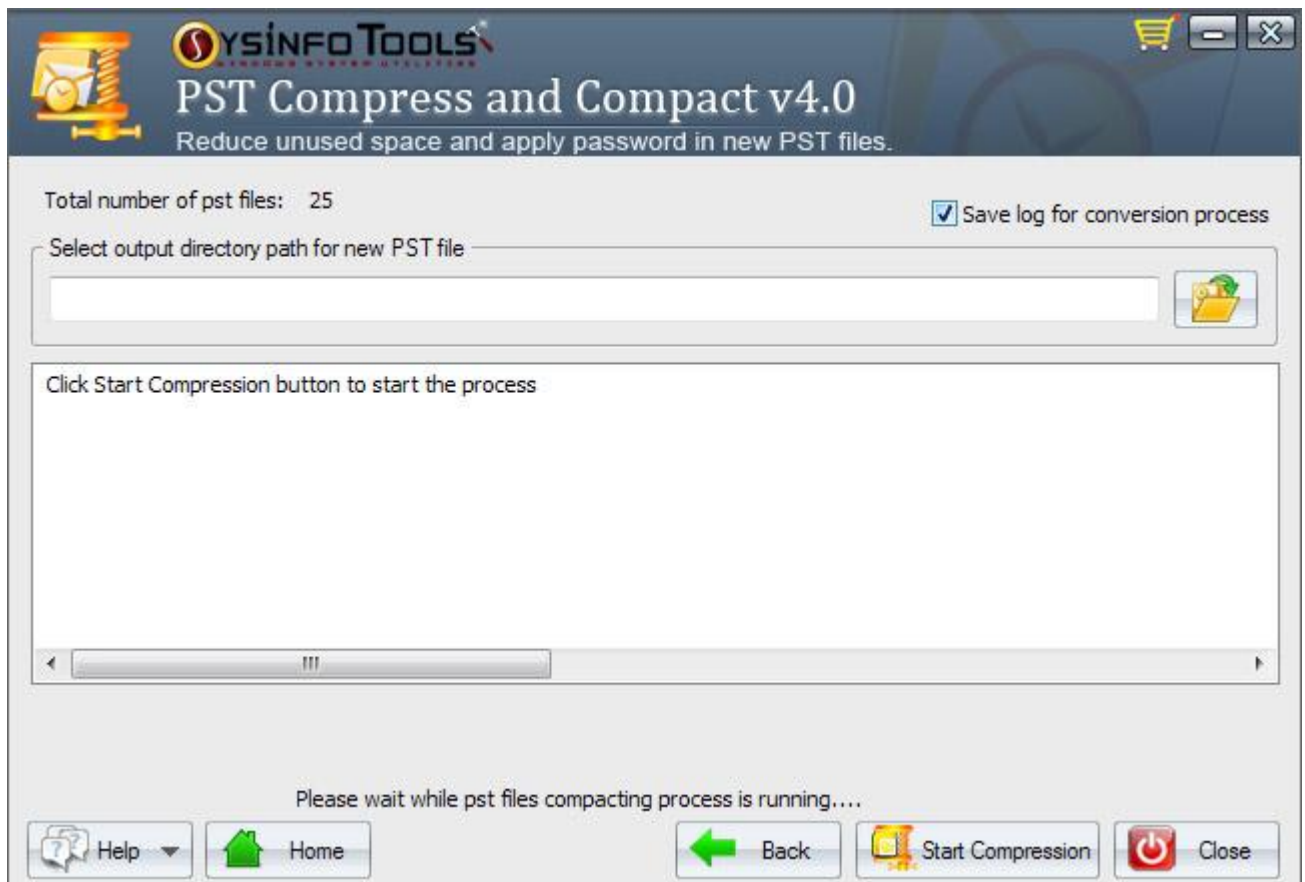 SYSINFO TOOLS
WINDOWS SYSTEM UTILITIES
PST Compress and Compact v4.0
Reduce unused space and apply password in new PST files.
Total number of pst files: 25
Save log for conversion process
Select output directory path for new PST file
Click Start Compression button to start the process
Please wait while pst files compacting process is running....
Help
Home
Back
Start Compression
Close